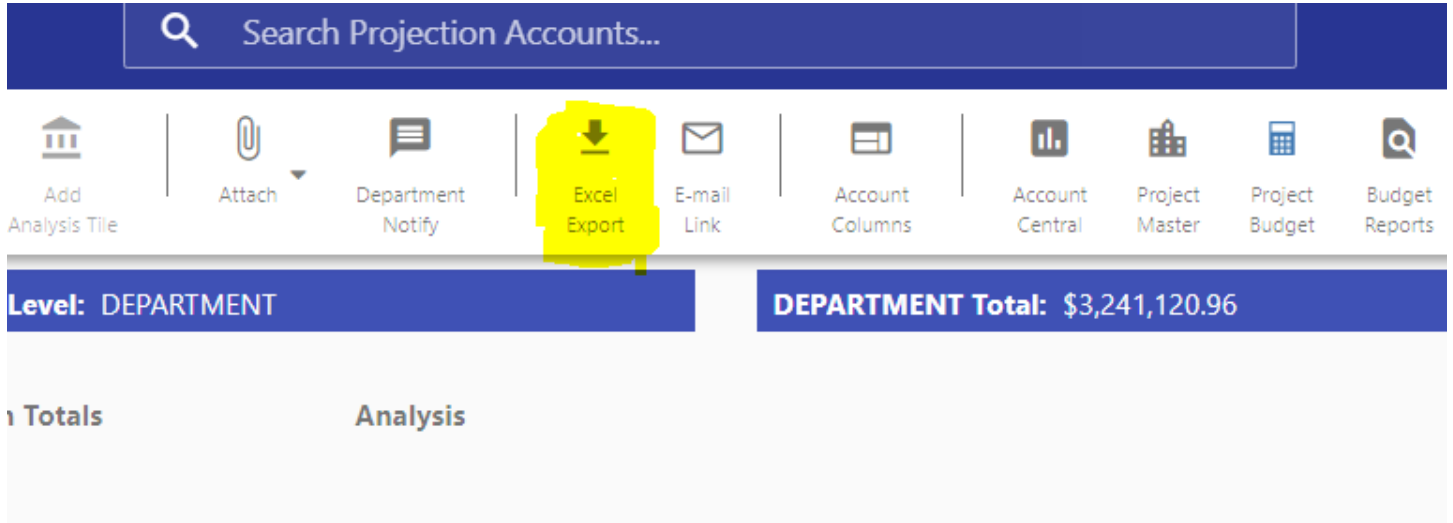 Search Projection Accounts...
Add
Analysis Tile
Attach
Department
Notify
Excel
Export
E-mail
Link
Account
Columns
Account
Central
Project
Master
Project
Budget
Budget
Reports
Level: DEPARTMENT
DEPARTMENT Total: $3,241,120.96
Totals
Analysis